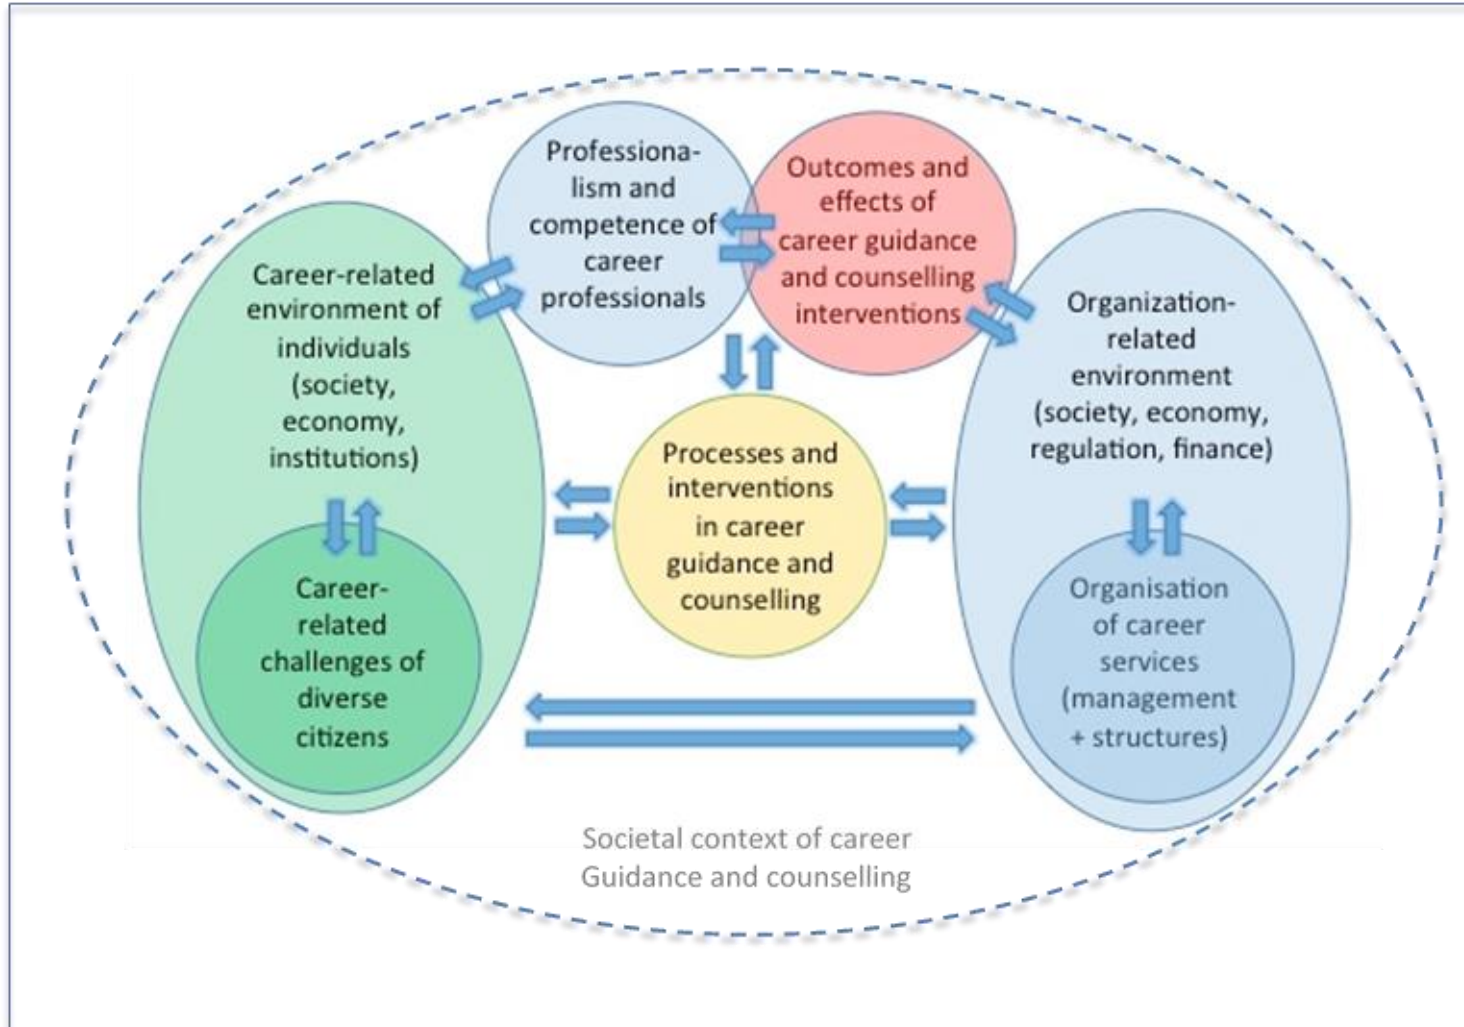 Professiona-
lism and
competence of
career
professionals
Outcomes and
effects of
career guidance
and counselling
interventions
Career-related
environment of
individuals
(society,
economy,
institutions)
Organization-
related
environment
(society, economy,
regulation, finance)
Processes and
interventions
in career
guidance and
counselling
Career-
related
challenges of
diverse
citizens
Organisation
of career
services
(management
+ structures)
Societal context of career
Guidance and counselling